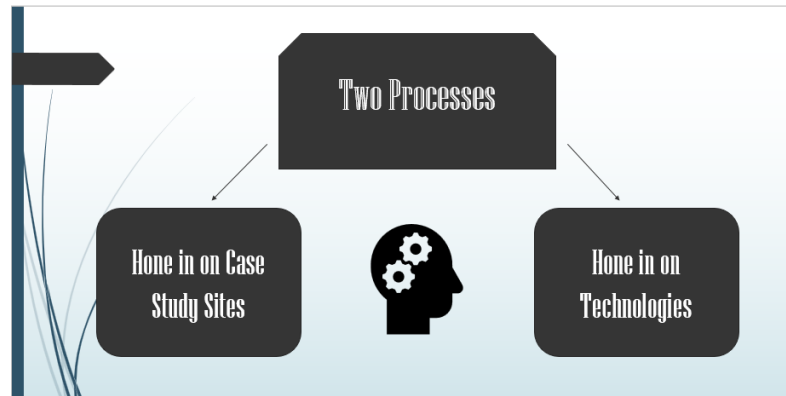 Two Processes
Hone in on Case
Study Sites
Hone in on
Technologies